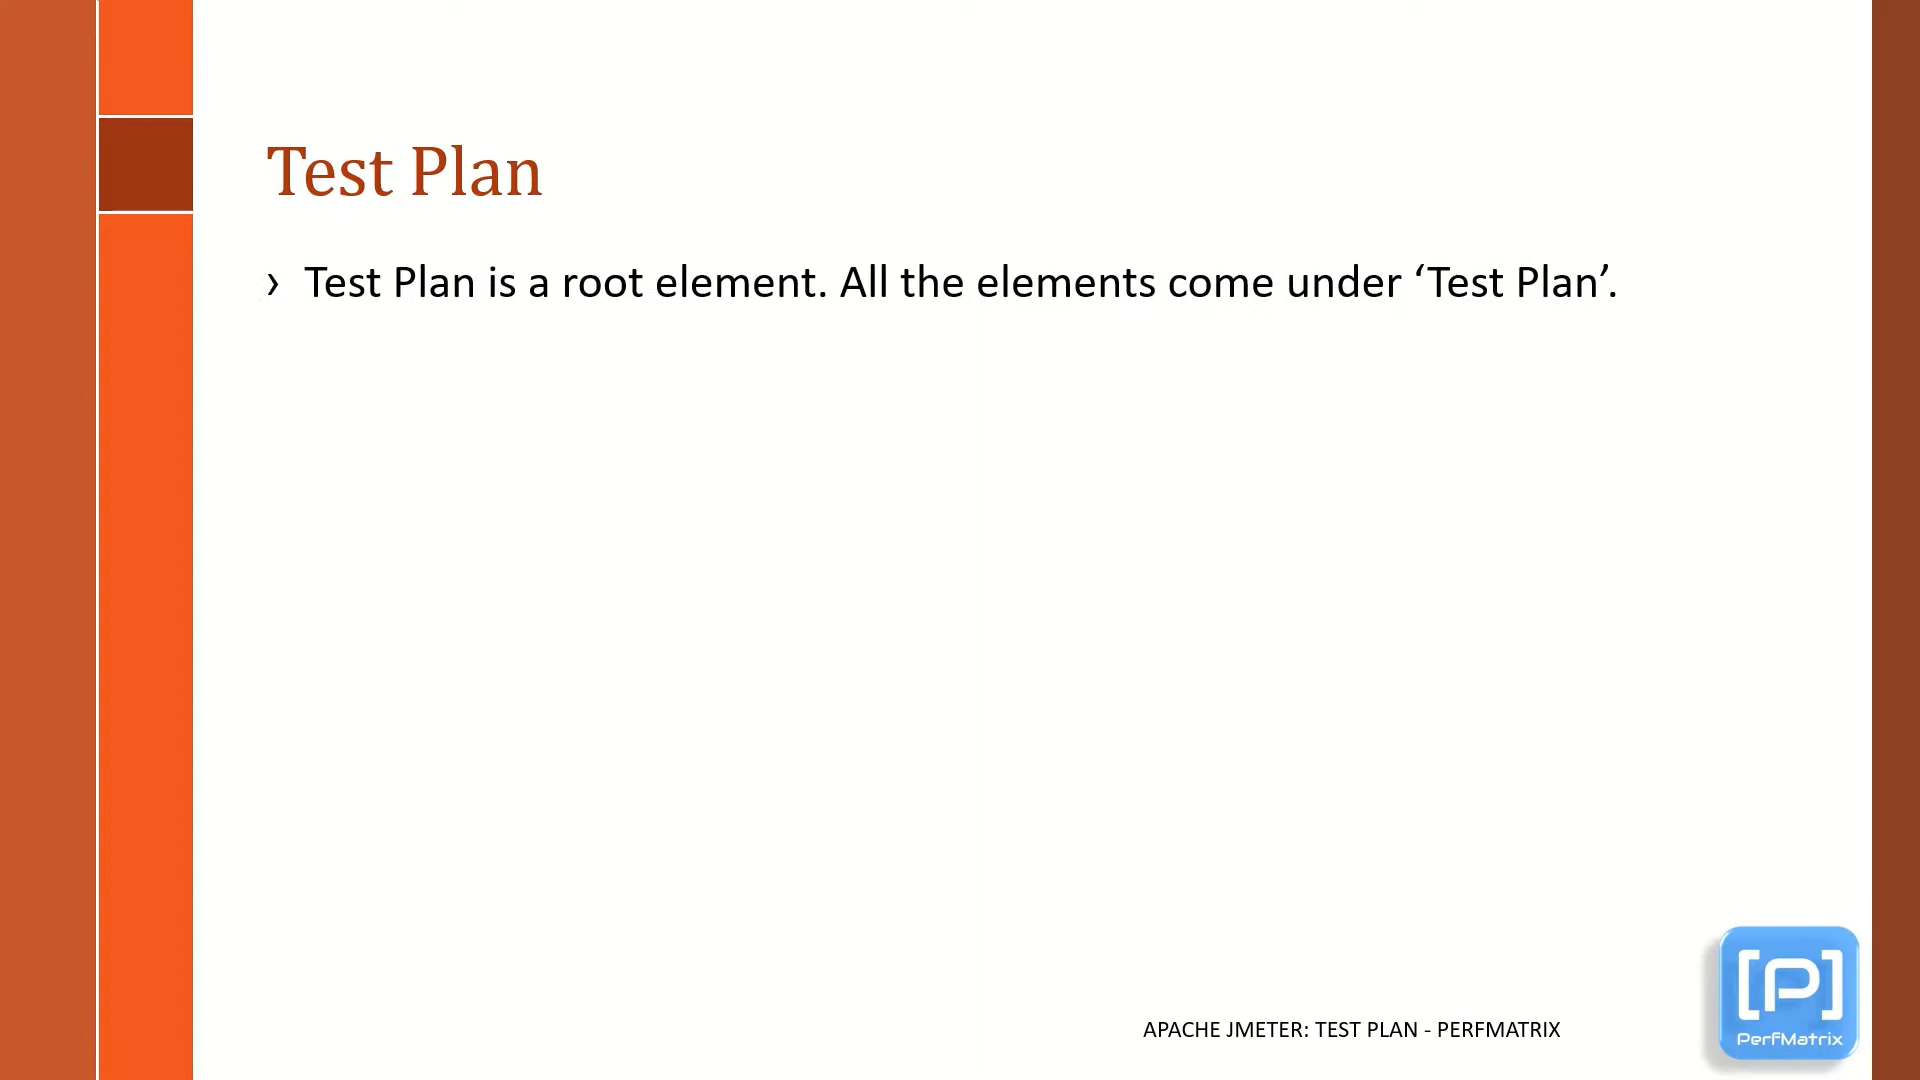 Test Plan
› Test Plan is a root element. All the elements come under ‘Test Plan’.
APACHE JMETER: TEST PLAN - PERFMATRIX
[P]
PerfMatrix